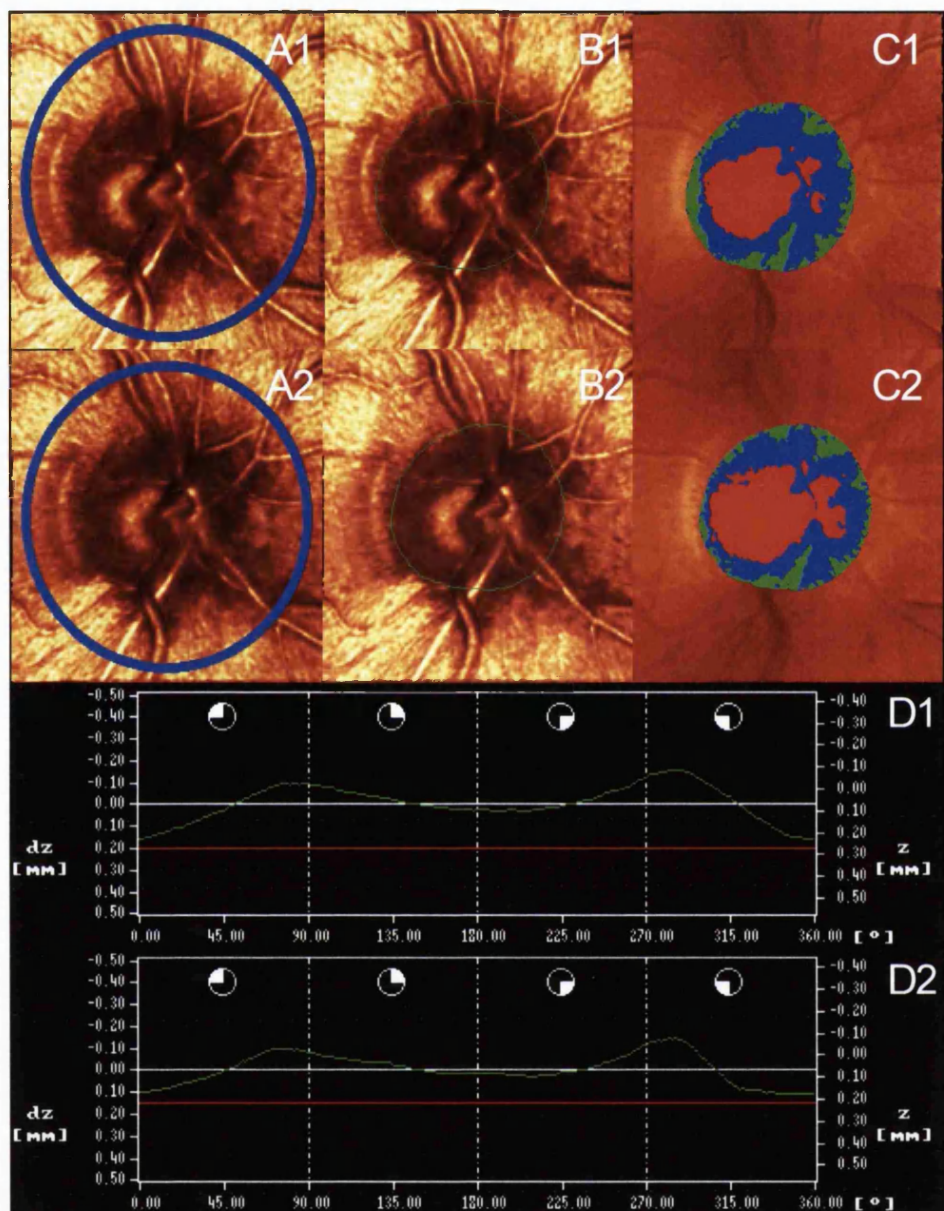 A1 B1 C1
A2 B2 C2
D1
-0.50 -0.40 -0.30 -0.20 -0.10 0.00 0.10 0.20 0.30 0.40 0.50
dz
[mm]
-0.40 -0.30 -0.20 -0.10 0.00 0.10 0.20 0.30 0.40 0.50
z
[mm]
0.00 45.00 90.00 135.00 180.00 225.00 270.00 315.00 360.00 [°]
D2
-0.50 -0.40 -0.30 -0.20 -0.10 0.00 0.10 0.20 0.30 0.40 0.50
dz
[mm]
-0.40 -0.30 -0.20 -0.10 0.00 0.10 0.20 0.30 0.40 0.50
z
[mm]
0.00 45.00 90.00 135.00 180.00 225.00 270.00 315.00 360.00 [°]